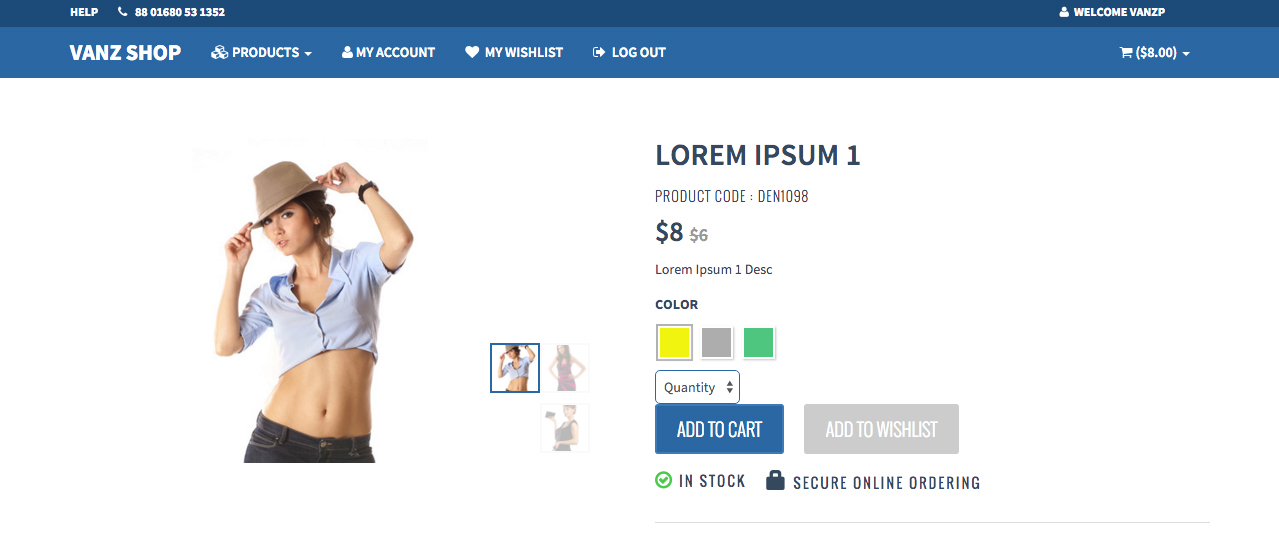 HELP 88 01680 53 1352 WELCOME VANZP
VANZ SHOP PRODUCTS MY ACCOUNT MY WISHLIST LOG OUT ($8.00)
LOREM IPSUM 1
PRODUCT CODE : DEN1098
$8 $6
Lorem Ipsum 1 Desc
COLOR
Quantity
ADD TO CART ADD TO WISHLIST
IN STOCK SECURE ONLINE ORDERING